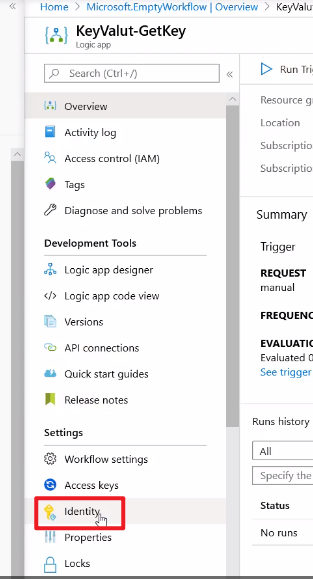 Home > Microsoft.EmptyWorkflow | Overview > KeyVal
KeyValut-GetKey
Logic app
Search (Ctrl+/)
Overview
Activity log
Access control (IAM)
Tags
Diagnose and solve problems
Development Tools
Logic app designer
Logic app code view
Versions
API connections
Quick start guides
Release notes
Settings
Workflow settings
Access keys
Identity
Properties
Locks
Run Tri
Resource g
Location
Subscriptio
Subscriptio
Summary
Trigger
REQUEST
manual
FREQUENC
EVALUATIO
Evaluated 0
See trigger
Runs history
All
Specify the
Status
No runs